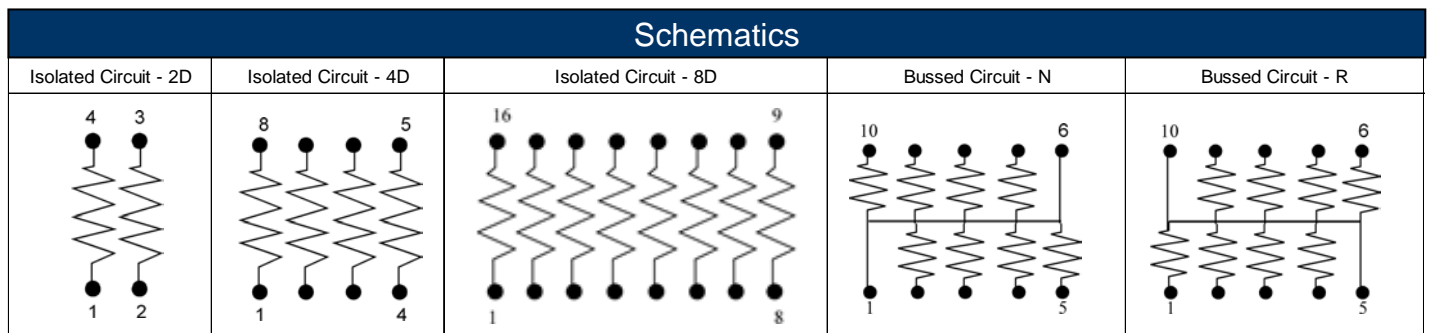 Schematics
Isolated Circuit - 2D Isolated Circuit - 4D Isolated Circuit - 8D Bussed Circuit - N Bussed Circuit - R
4 3 8 5 16 9 10 6 10 6
1 2 1 4 1 8 1 5 1 5